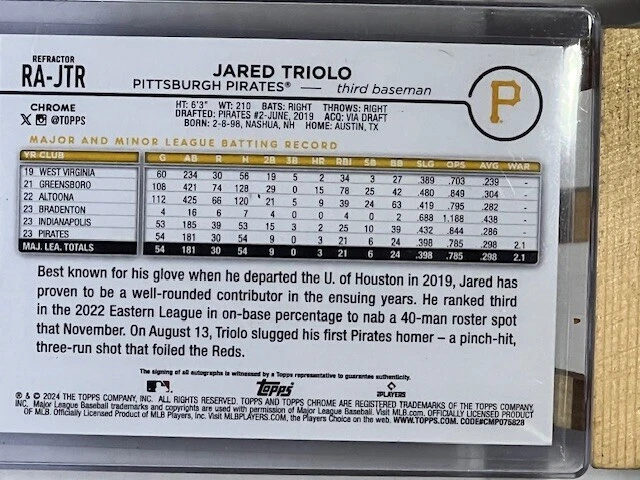 REFRACTOR
RA-JTR
JARED TRIOLO
PITTSBURGH PIRATES® — third baseman
P
CHROME
X @TOPPS
HT: 6'3" WT: 210 BATS: RIGHT THROWS: RIGHT
DRAFTED: PIRATES #2-JUNE, 2019 ACQ: VIA DRAFT
BORN: 2-8-98, NASHUA, NH HOME: AUSTIN, TX
MAJOR AND MINOR LEAGUE BATTING RECORD
YR CLUB G AB R H 2B 3B HR RBI SB BB SLG OPS AVG WAR
19 WEST VIRGINIA 60 234 30 56 19 5 2 34 3 27 .389 .703 .239 -
21 GREENSBORO 108 421 74 128 29 0 15 78 25 42 .480 .849 .304 -
22 ALTOONA 112 425 66 120 21 5 9 39 24 63 .419 .795 .282 -
23 BRADENTON 4 16 6 7 4 0 0 4 0 2 .688 1.188 .438 -
23 INDIANAPOLIS 53 185 39 53 15 3 2 25 10 39 .432 .844 .286 -
23 PIRATES 54 181 30 54 9 0 3 21 6 24 .398 .785 .298 2.1
MAJ. LEA. TOTALS 54 181 30 54 9 0 3 21 6 24 .398 .785 .298 2.1
Best known for his glove when he departed the U. of Houston in 2019, Jared has
proven to be a well-rounded contributor in the ensuing years. He ranked third
in the 2022 Eastern League in on-base percentage to nab a 40-man roster spot
that November. On August 13, Triolo slugged his first Pirates homer – a pinch-hit,
three-run shot that foiled the Reds.
The signing of all autographs is witnessed by a Topps representative to guarantee authenticity.
topps
PLAYERS
® & © 2024 THE TOPPS COMPANY, INC. ALL RIGHTS RESERVED. TOPPS AND TOPPS CHROME ARE REGISTERED TRADEMARKS OF THE TOPPS COMPANY,
INC. Major League Baseball trademarks and copyrights are used with permission of Major League Baseball. Visit MLB.com. OFFICIALLY LICENSED PRODUCT
OF MLB. Officially Licensed Product of MLB Players, Inc. Visit MLBPLAYERS.COM, the Players Choice on the web. WWW.TOPPS.COM. CODE#CMP075828